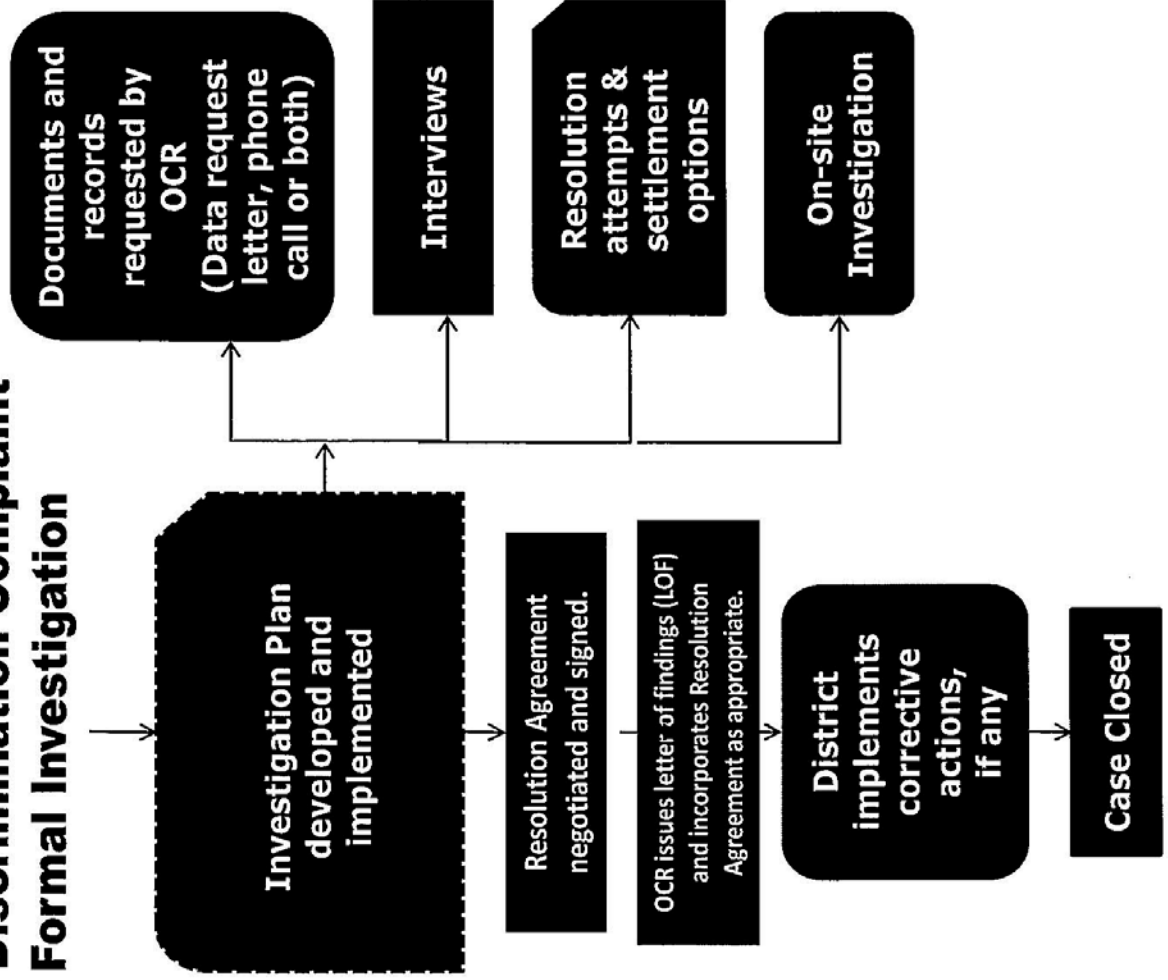 Discrimination Complaint
Formal Investigation
Investigation Plan
developed and
implemented
Documents and
records
requested by
OCR
(Data request
letter, phone
call or both)
Interviews
Resolution
attempts &
settlement
options
On-site
Investigation
Resolution Agreement
negotiated and signed.
OCR issues letter of findings (LOF)
and incorporates Resolution
Agreement as appropriate.
District
implements
corrective
actions,
if any
Case Closed